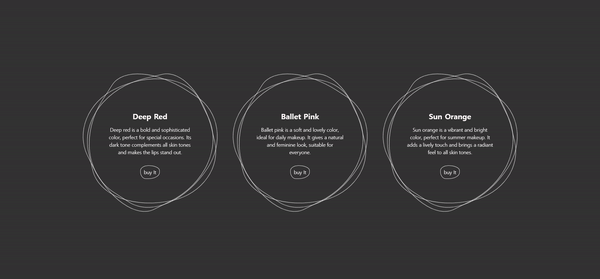 Deep Red
Deep red is a bold and sophisticated
color, perfect for special occasions. Its
dark tone complements all skin tones
and makes the lips stand out.
buy It
Ballet Pink
Ballet pink is a soft and lovely color,
ideal for daily makeup. It gives a natural
and feminine look, suitable for
everyone.
buy It
Sun Orange
Sun orange is a vibrant and bright
color, perfect for summer makeup. It
adds a lively touch and brings a radiant
feel to all skin tones.
buy It